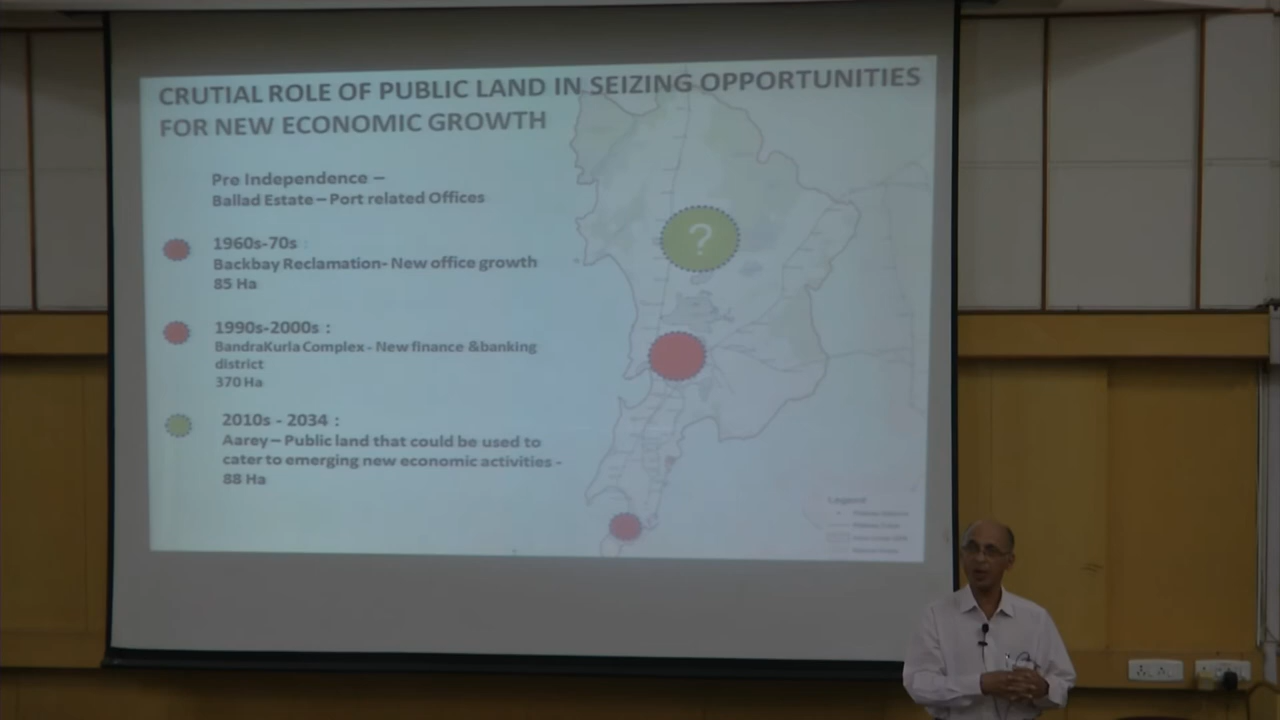 CRUTIAL ROLE OF PUBLIC LAND IN SEIZING OPPORTUNITIES
FOR NEW ECONOMIC GROWTH
Pre Independence –
Ballad Estate – Port related Offices
1960s-70s :
Backbay Reclamation- New office growth
85 Ha
1990s-2000s :
BandraKurla Complex - New finance &banking
district
370 Ha
2010s - 2034 :
Aarey – Public land that could be used to
cater to emerging new economic activities -
88 Ha
?
Legend